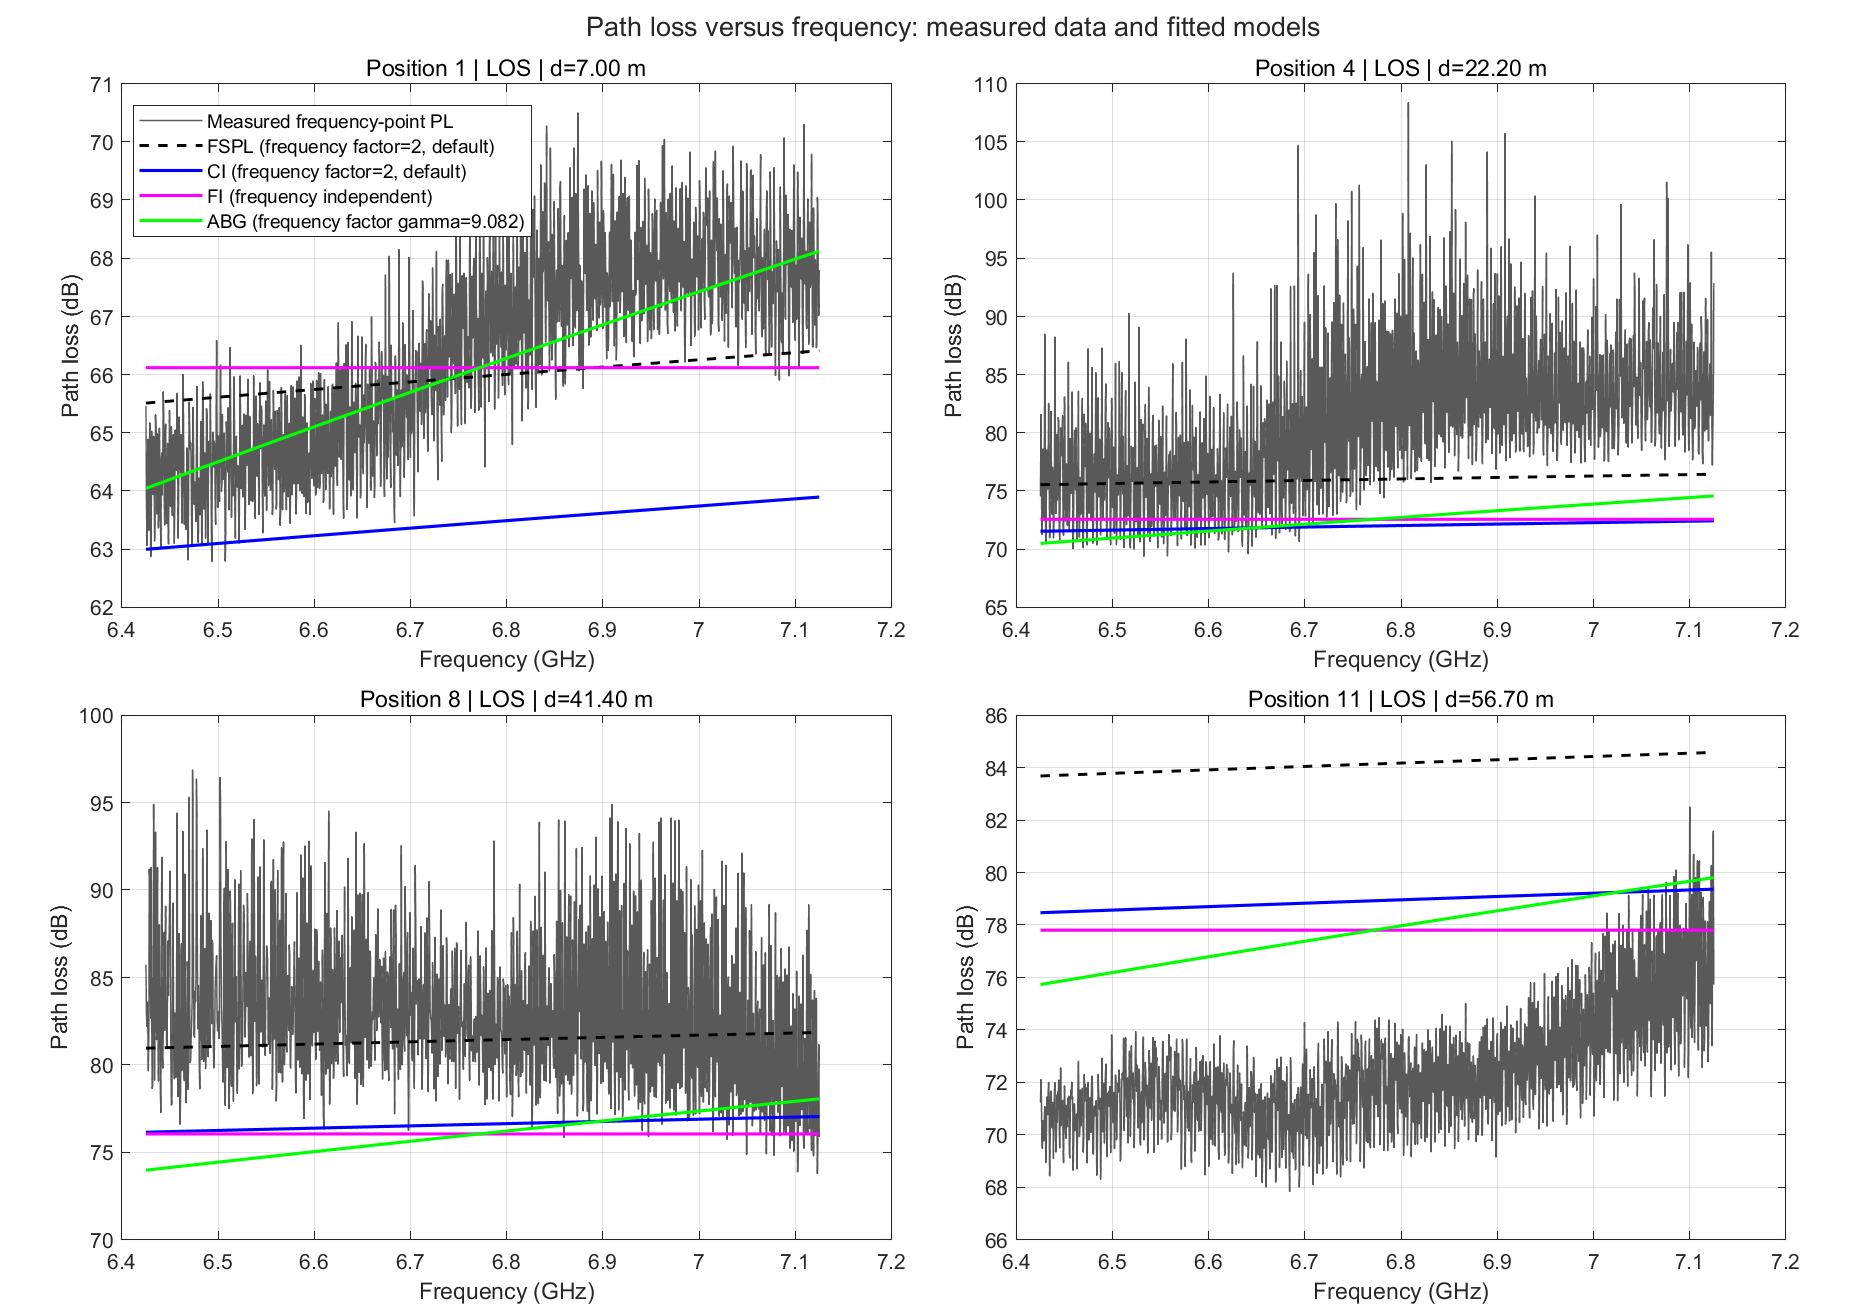 Path loss versus frequency: measured data and fitted models
Position 1 | LOS | d=7.00 m
71
70
69
68
67
66
65
64
63
62
Path loss (dB)
Measured frequency-point PL
FSPL (frequency factor=2, default)
CI (frequency factor=2, default)
FI (frequency independent)
ABG (frequency factor gamma=9.082)
6.4 6.5 6.6 6.7 6.8 6.9 7 7.1 7.2
Frequency (GHz)
Position 4 | LOS | d=22.20 m
110
105
100
95
90
85
80
75
70
65
Path loss (dB)
6.4 6.5 6.6 6.7 6.8 6.9 7 7.1 7.2
Frequency (GHz)
Position 8 | LOS | d=41.40 m
100
95
90
85
80
75
70
Path loss (dB)
6.4 6.5 6.6 6.7 6.8 6.9 7 7.1 7.2
Frequency (GHz)
Position 11 | LOS | d=56.70 m
86
84
82
80
78
76
74
72
70
68
66
Path loss (dB)
6.4 6.5 6.6 6.7 6.8 6.9 7 7.1 7.2
Frequency (GHz)